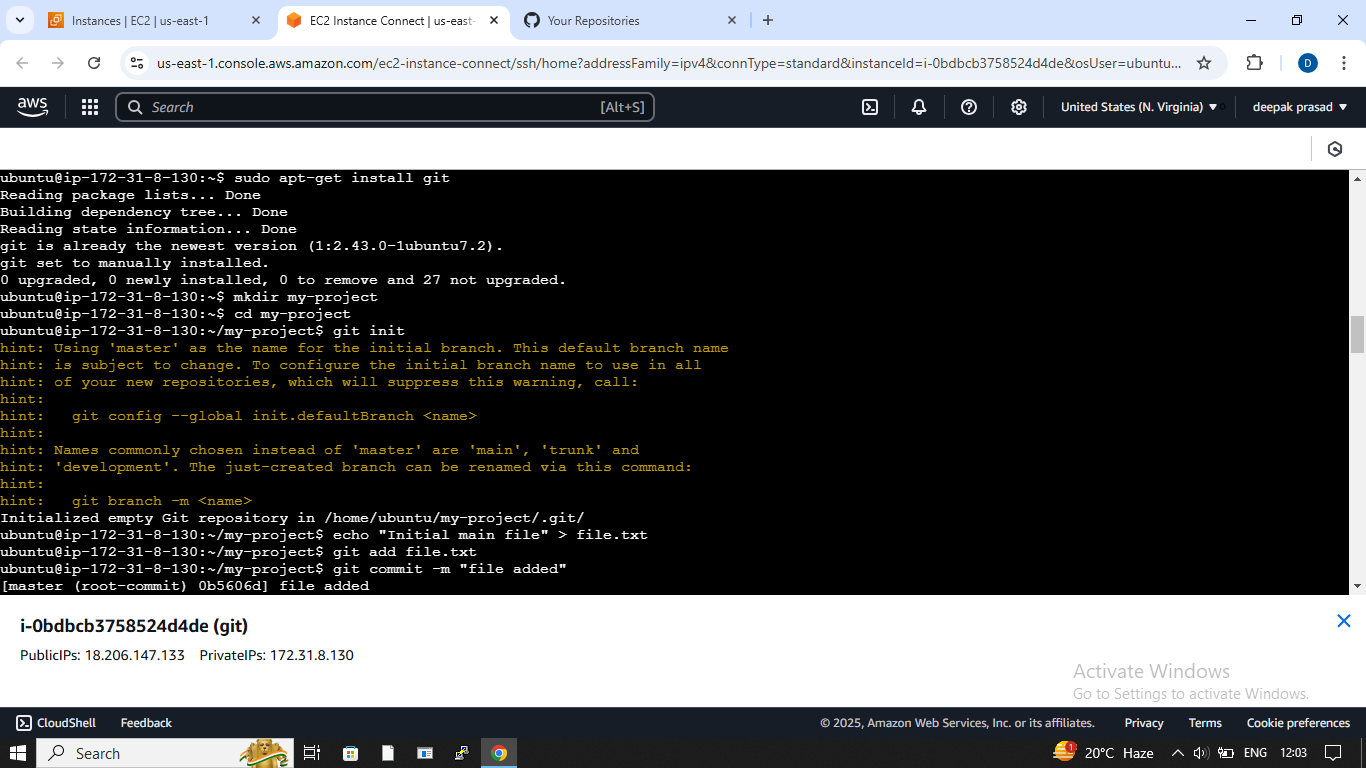 Instances | EC2 | us-east-1
EC2 Instance Connect | us-east-
Your Repositories
us-east-1.console.aws.amazon.com/ec2-instance-connect/ssh/home?addressFamily=ipv4&connType=standard&instanceId=i-0bdbcb3758524d4de&osUser=ubuntu...
D
aws
Search
[Alt+S]
United States (N. Virginia)
deepak prasad
ubuntu@ip-172-31-8-130:~$ sudo apt-get install git
Reading package lists... Done
Building dependency tree... Done
Reading state information... Done
git is already the newest version (1:2.43.0-1ubuntu7.2).
git set to manually installed.
0 upgraded, 0 newly installed, 0 to remove and 27 not upgraded.
ubuntu@ip-172-31-8-130:~$ mkdir my-project
ubuntu@ip-172-31-8-130:~$ cd my-project
ubuntu@ip-172-31-8-130:~/my-project$ git init
hint: Using 'master' as the name for the initial branch. This default branch name
hint: is subject to change. To configure the initial branch name to use in all
hint: of your new repositories, which will suppress this warning, call:
hint:
hint:   git config --global init.defaultBranch <name>
hint:
hint: Names commonly chosen instead of 'master' are 'main', 'trunk' and
hint: 'development'. The just-created branch can be renamed via this command:
hint:
hint:   git branch -m <name>
Initialized empty Git repository in /home/ubuntu/my-project/.git/
ubuntu@ip-172-31-8-130:~/my-project$ echo "Initial main file" > file.txt
ubuntu@ip-172-31-8-130:~/my-project$ git add file.txt
ubuntu@ip-172-31-8-130:~/my-project$ git commit -m "file added"
[master (root-commit) 0b5606d] file added
i-0bdbcb3758524d4de (git)
PublicIPs: 18.206.147.133 PrivateIPs: 172.31.8.130
Activate Windows
Go to Settings to activate Windows.
CloudShell
Feedback
© 2025, Amazon Web Services, Inc. or its affiliates.
Privacy
Terms
Cookie preferences
Search
1
20°C Haze
ENG
12:03